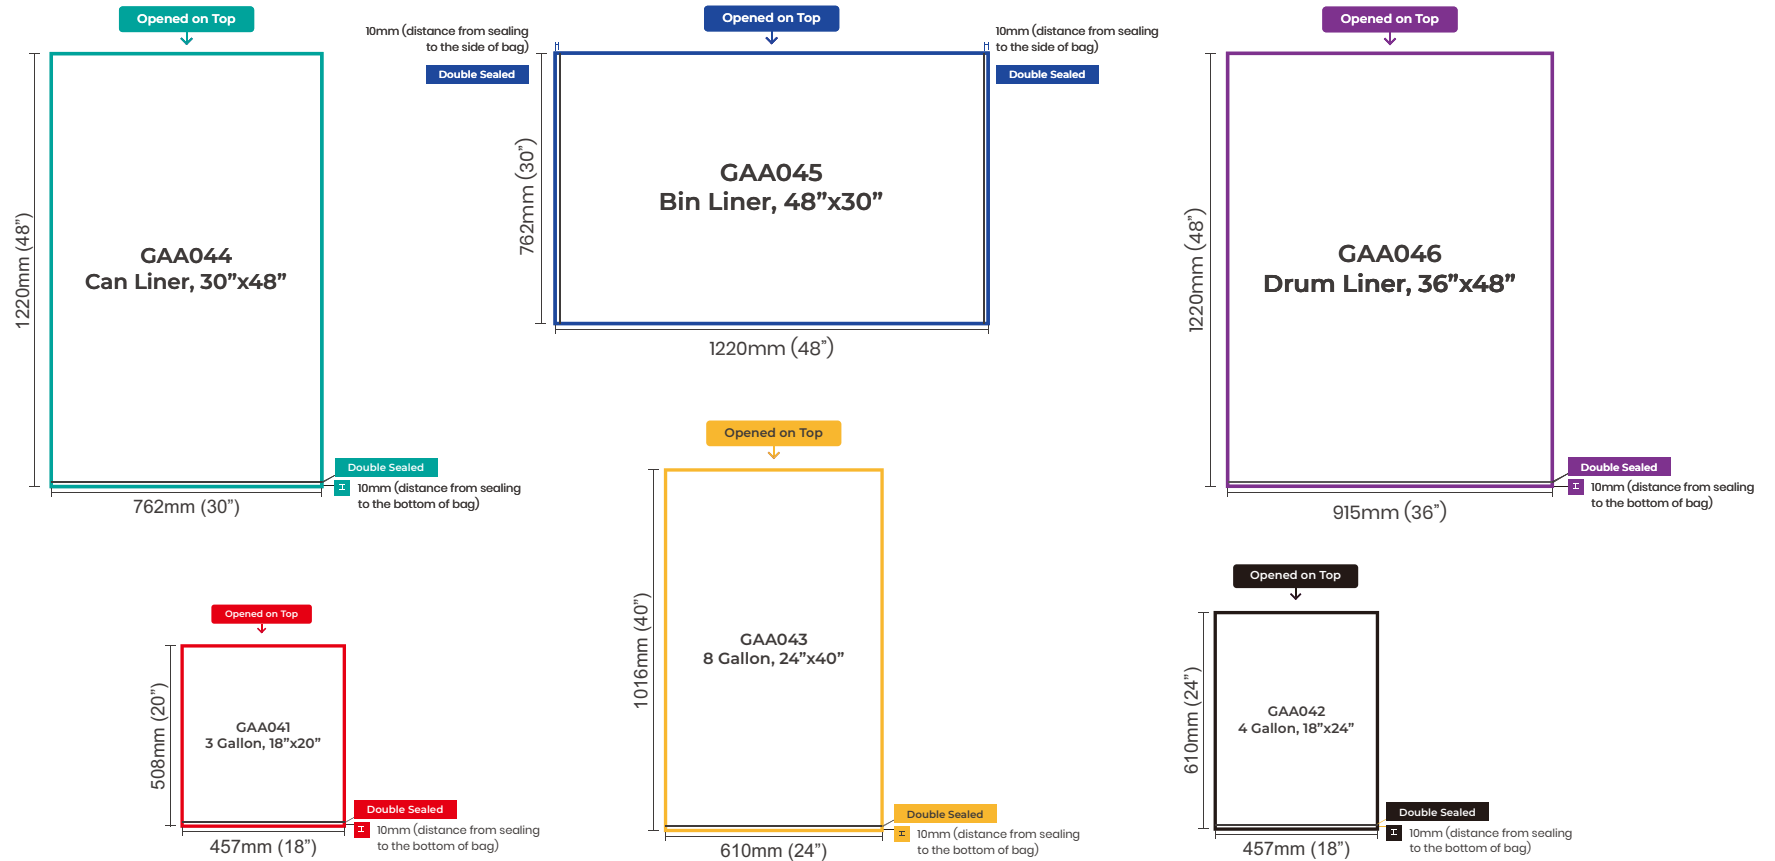 Opened on Top
1220mm (48”)
GAA044
Can Liner, 30”x48”
Double Sealed
10mm (distance from sealing
to the bottom of bag)
762mm (30”)
Opened on Top
10mm (distance from sealing
to the side of bag)
Double Sealed
10mm (distance from sealing
to the side of bag)
Double Sealed
762mm (30”)
GAA045
Bin Liner, 48”x30”
1220mm (48”)
Opened on Top
1220mm (48”)
GAA046
Drum Liner, 36”x48”
Double Sealed
10mm (distance from sealing
to the bottom of bag)
915mm (36”)
Opened on Top
508mm (20”)
GAA041
3 Gallon, 18”x20”
Double Sealed
10mm (distance from sealing
to the bottom of bag)
457mm (18”)
Opened on Top
1016mm (40”)
GAA043
8 Gallon, 24”x40”
Double Sealed
10mm (distance from sealing
to the bottom of bag)
610mm (24”)
Opened on Top
610mm (24”)
GAA042
4 Gallon, 18”x24”
Double Sealed
10mm (distance from sealing
to the bottom of bag)
457mm (18”)